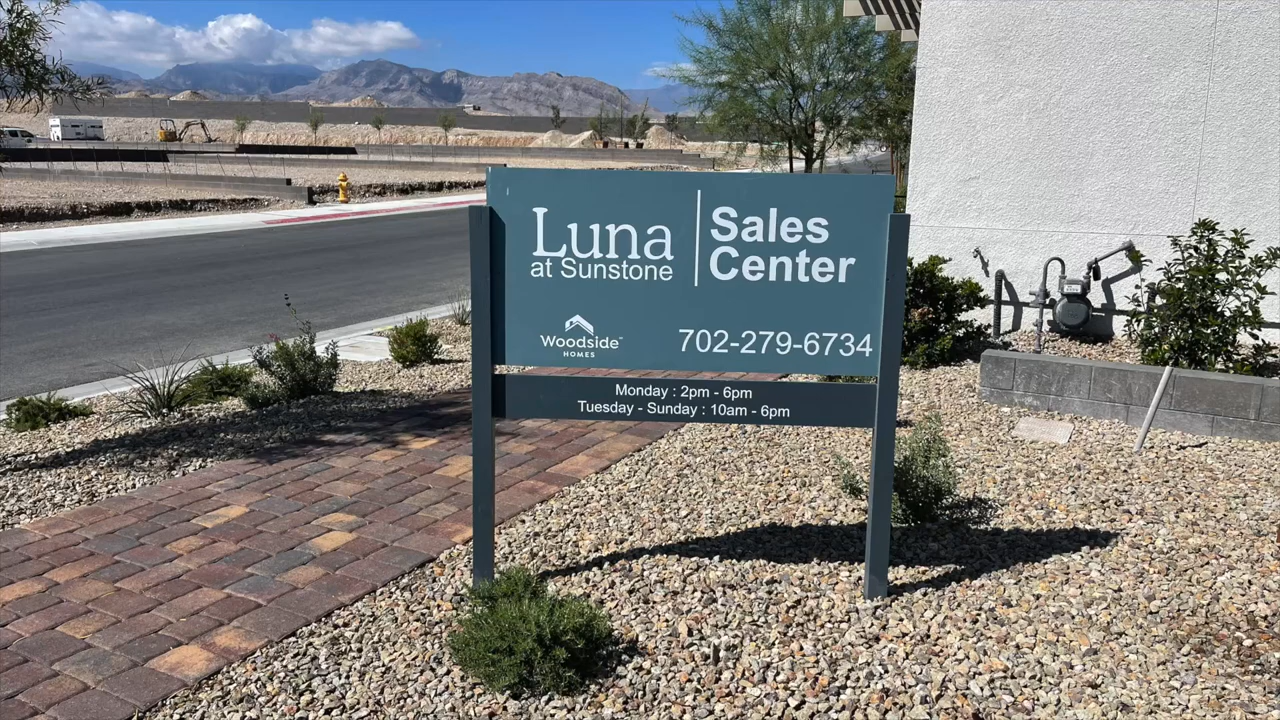 Luna
at Sunstone
Sales
Center
Woodside
HOMES
702-279-6734
Monday : 2pm - 6pm
Tuesday - Sunday : 10am - 6pm